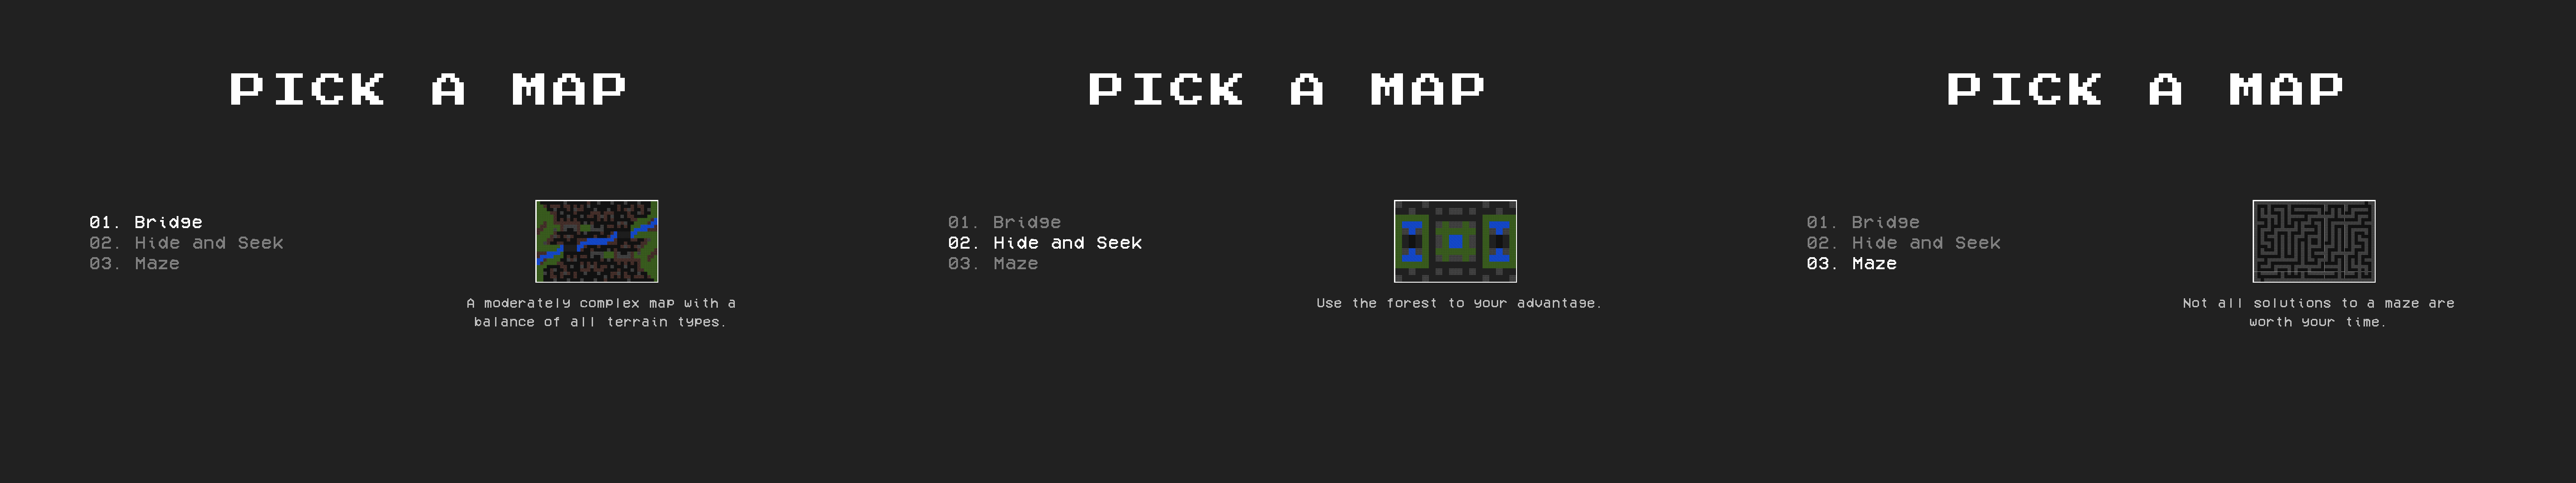 PICK A MAP
01. Bridge
02. Hide and Seek
03. Maze
A moderately complex map with a
balance of all terrain types.
PICK A MAP
01. Bridge
02. Hide and Seek
03. Maze
Use the forest to your advantage.
PICK A MAP
01. Bridge
02. Hide and Seek
03. Maze
Not all solutions to a maze are
worth your time.